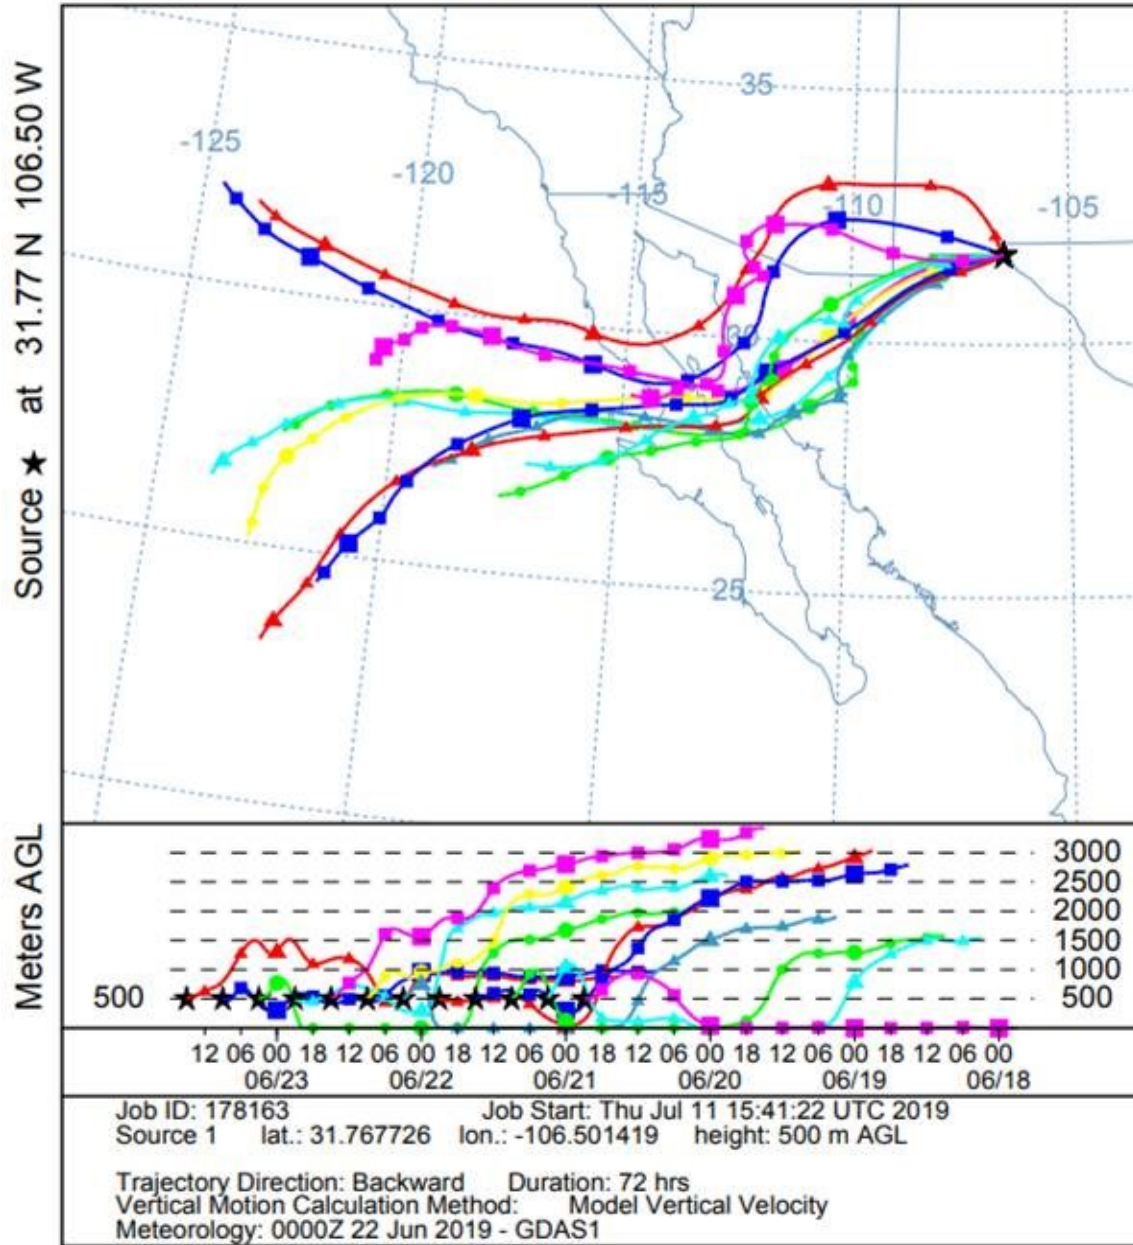 Source ★ at 31.77 N 106.50 W
35
-125
-120
-115
-110
-105
30
25
Meters AGL
3000
2500
2000
1500
1000
500
500
12 06 00 18 12 06 00 18 12 06 00 18 12 06 00 18 12 06 00
06/23 06/22 06/21 06/20 06/19 06/18
Job ID: 178163 Job Start: Thu Jul 11 15:41:22 UTC 2019
Source 1 lat.: 31.767726 lon.: -106.501419 height: 500 m AGL
Trajectory Direction: Backward Duration: 72 hrs
Vertical Motion Calculation Method: Model Vertical Velocity
Meteorology: 0000Z 22 Jun 2019 - GDAS1